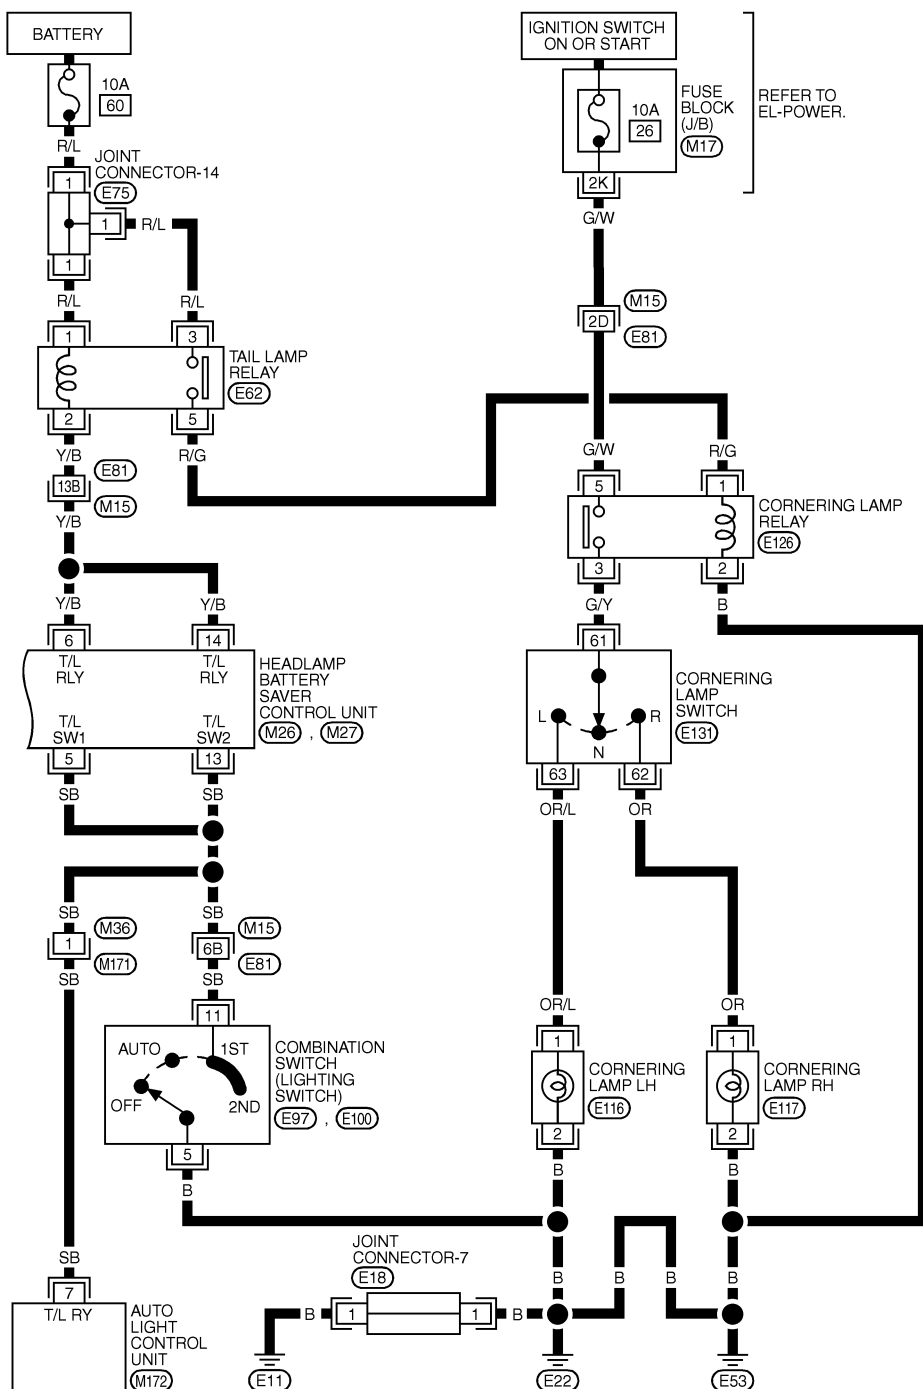 BATTERY
10A
60
R/L
JOINT
CONNECTOR-14
E75
1
1
R/L
1
R/L
R/L
1
3
TAIL LAMP
RELAY
E62
2
5
Y/B
R/G
E81
13B
M15
Y/B
Y/B
Y/B
6
14
T/L
RLY
T/L
RLY
HEADLAMP
BATTERY
SAVER
CONTROL UNIT
M26 , M27
T/L
SW1
T/L
SW2
5
13
SB
SB
SB
SB
M36
1
M171
M15
6B
E81
SB
SB
11
AUTO
1ST
OFF
2ND
COMBINATION
SWITCH
(LIGHTING
SWITCH)
E97 , E100
5
B
SB
7
T/L RY
AUTO
LIGHT
CONTROL
UNIT
M172
IGNITION SWITCH
ON OR START
10A
26
FUSE
BLOCK
(J/B)
M17
REFER TO
EL-POWER.
2K
G/W
M15
2D
E81
G/W
R/G
5
1
CORNERING LAMP
RELAY
E126
3
2
G/Y
B
61
L
R
N
CORNERING
LAMP
SWITCH
E131
63
62
OR/L
OR
OR/L
OR
1
1
CORNERING
LAMP LH
E116
CORNERING
LAMP RH
E117
2
2
B
B
JOINT
CONNECTOR-7
E18
B
B
B
B
B
1
1
B
E11
E22
E53